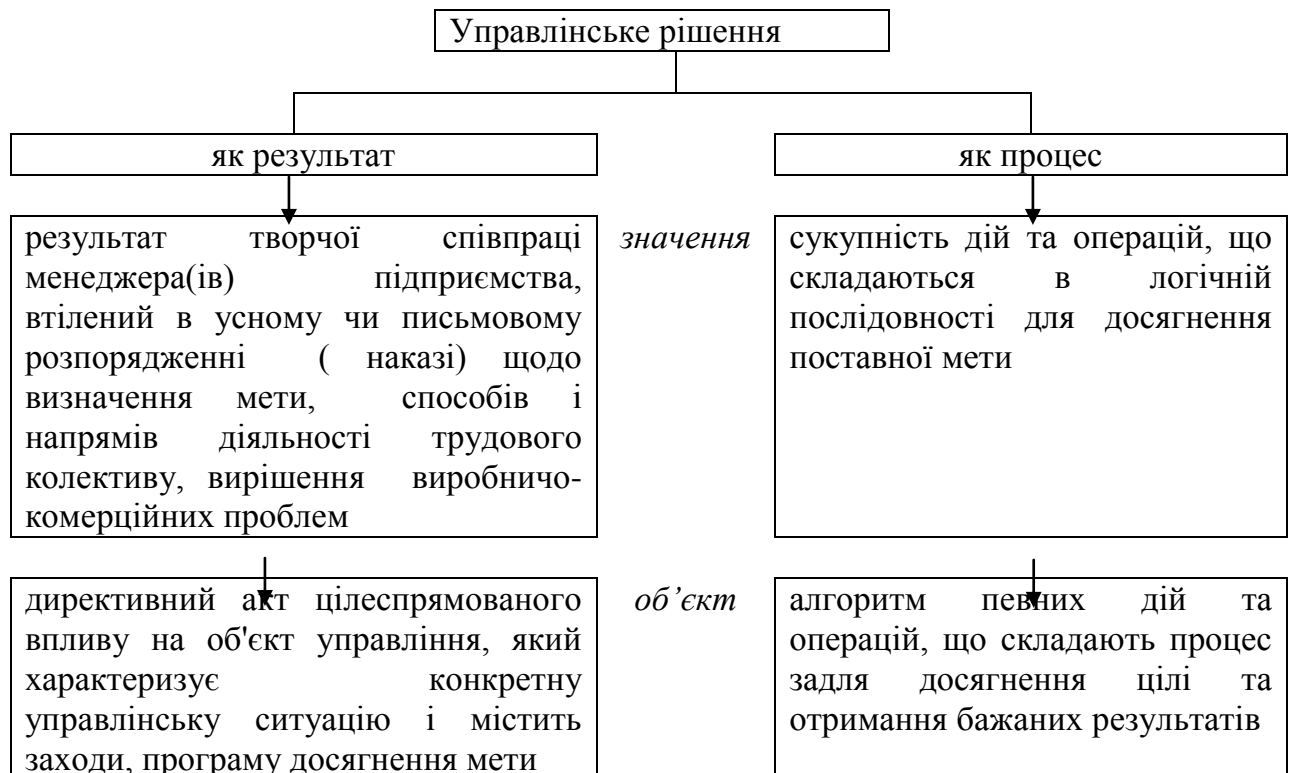 Управлінське рішення
як результат
як процес
результат творчої співпраці
менеджера(ів) підприємства,
втілений в усному чи письмовому
розпорядженні ( наказі) щодо
визначення мети, способів і
напрямів діяльності трудового
колективу, вирішення виробничо-
комерційних проблем
значення
сукупність дій та операцій, що
складаються в логічній
послідовності для досягнення
поставної мети
директивний акт цілеспрямованого
впливу на об'єкт управління, який
характеризує конкретну
управлінську ситуацію і містить
заходи, програму досягнення мети
об’єкт
алгоритм певних дій та
операцій, що складають процес
задля досягнення цілі та
отримання бажаних результатів